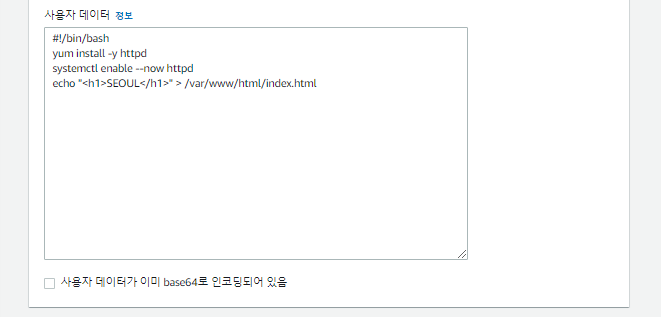 사용자 데이터 정보
#!/bin/bash
yum install -y httpd
systemctl enable --now httpd
echo "<h1>SEOUL</h1>" > /var/www/html/index.html
사용자 데이터가 이미 base64로 인코딩되어 있음